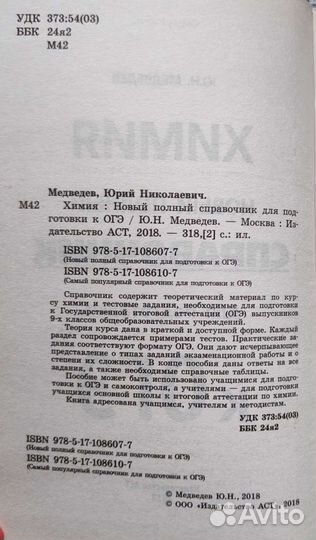 УДК 373:54(03)
ББК 24я2
М42
Ю.Н. МЕДВЕДЕВ
ХИМИЯ
Медведев, Юрий Николаевич.
М42 Химия : Новый полный справочник для под-
готовки к ОГЭ / Ю.Н. Медведев. — Москва : Из-
дательство АСТ, 2018. — 318,[2] с.: ил.
ISBN 978-5-17-108607-7
(Новый полный справочник для подготовки к ОГЭ)
ISBN 978-5-17-108610-7
(Самый популярный справочник для подготовки к ОГЭ)
Справочник содержит теоретический материал по кур-
су химии и тестовые задания, необходимые для подготовки
к Государственной итоговой аттестации (ОГЭ) выпускников
9-х классов общеобразовательных учреждений.
Теория курса дана в краткой и доступной форме. Каждый
раздел сопровождается примерами тестов. Практические за-
дания соответствуют формату ОГЭ. Они дают исчерпывающее
представление о типах заданий экзаменационной работы и о
степени их сложности. В конце пособия даны ответы на все
задания, а также необходимые справочные таблицы.
Пособие может быть использовано учащимися для подго-
товки к ОГЭ и самоконтроля, а учителями — для подготовки
учащихся основной школы к итоговой аттестации по химии.
Книга адресована учащимся, учителям и методистам.
УДК 373:54(03)
ББК 24я2
ISBN 978-5-17-108607-7
(Новый полный справочник для подготовки к ОГЭ)
ISBN 978-5-17-108610-7
(Самый популярный справочник для подготовки к ОГЭ)
© Медведев Ю.Н., 2018
© ООО «Издательство АСТ», 2018
Avito